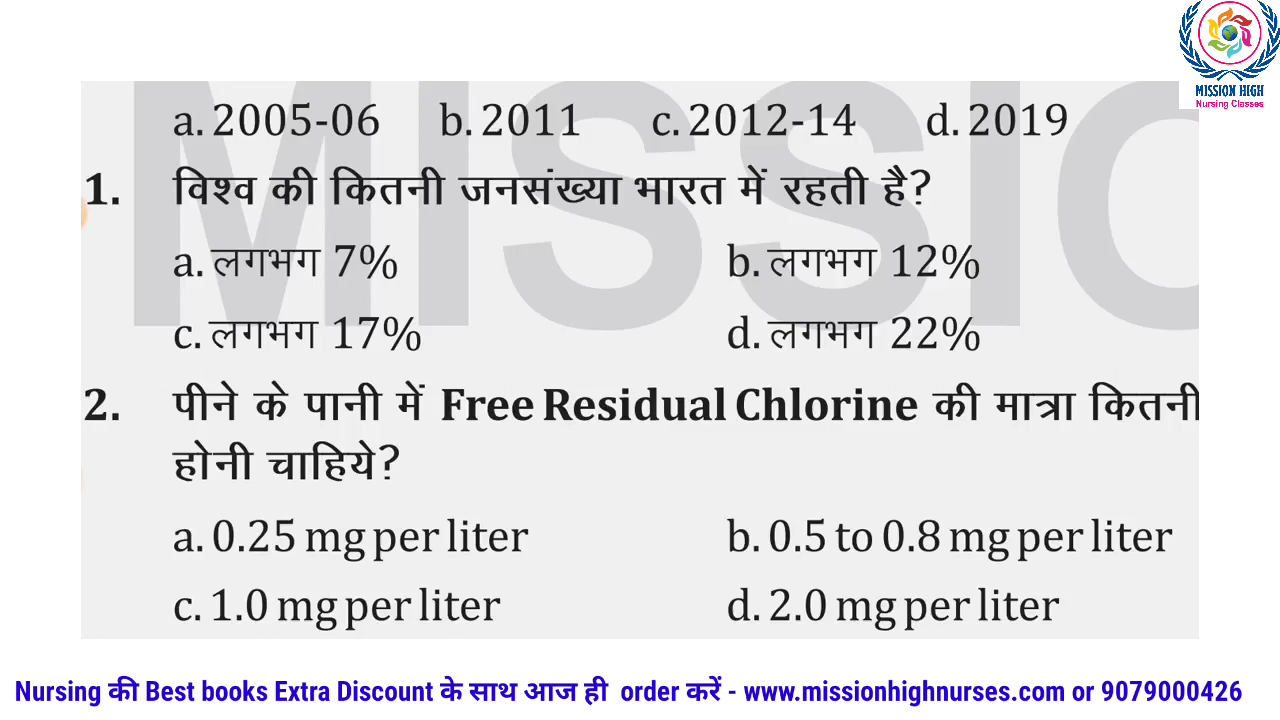 MISSION HIGH
Nursing Classes
MISSIO
a. 2005-06 b. 2011 c. 2012-14 d. 2019
1. विश्व की कितनी जनसंख्या भारत में रहती है?
a. लगभग 7% b. लगभग 12%
c. लगभग 17% d. लगभग 22%
2. पीने के पानी में Free Residual Chlorine की मात्रा कितनी
होनी चाहिये?
a. 0.25 mg per liter b. 0.5 to 0.8 mg per liter
c. 1.0 mg per liter d. 2.0 mg per liter
Nursing की Best books Extra Discount के साथ आज ही order करें - www.missionhighnurses.com or 9079000426